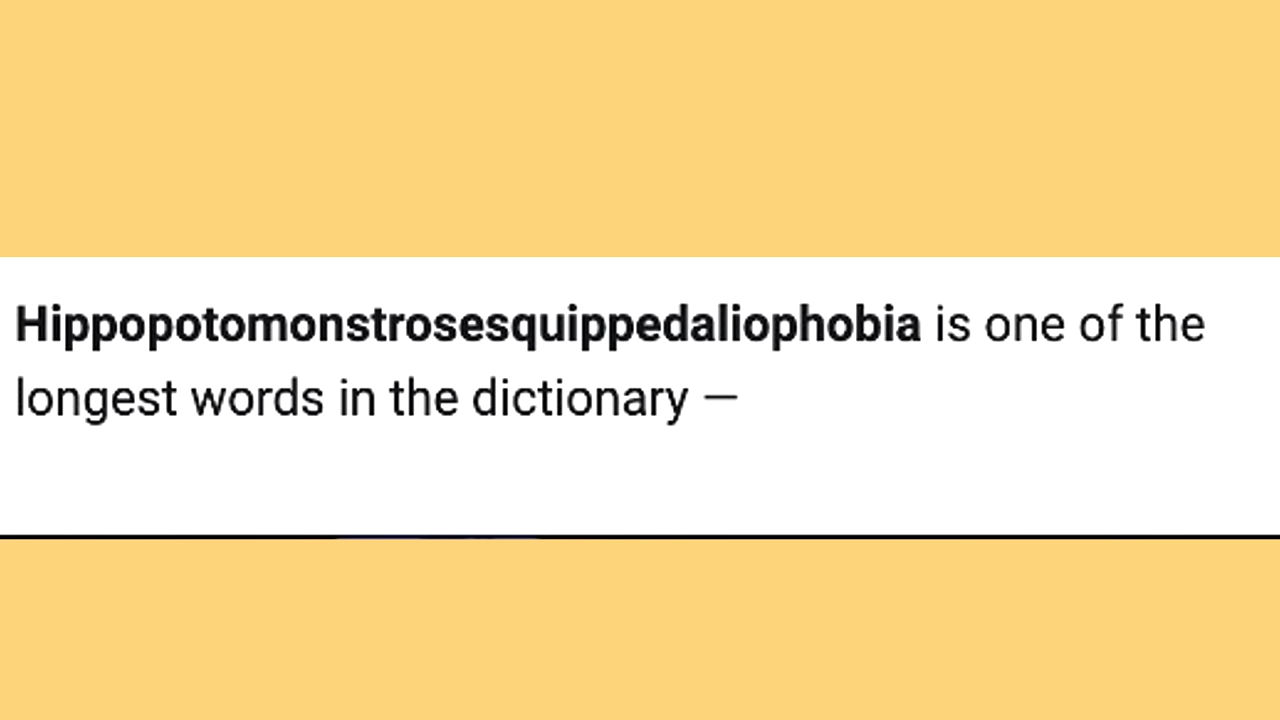 Hippopotomonstrosesquippedaliophobia is one of the
longest words in the dictionary —